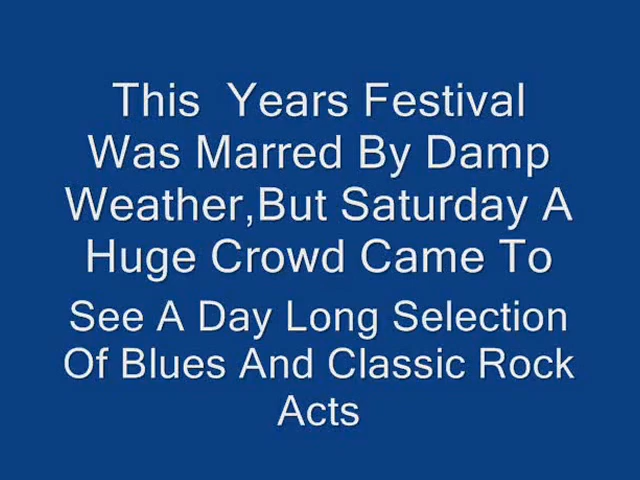 This  Years Festival
Was Marred By Damp
Weather,But Saturday A
Huge Crowd Came To
See A Day Long Selection
Of Blues And Classic Rock
Acts